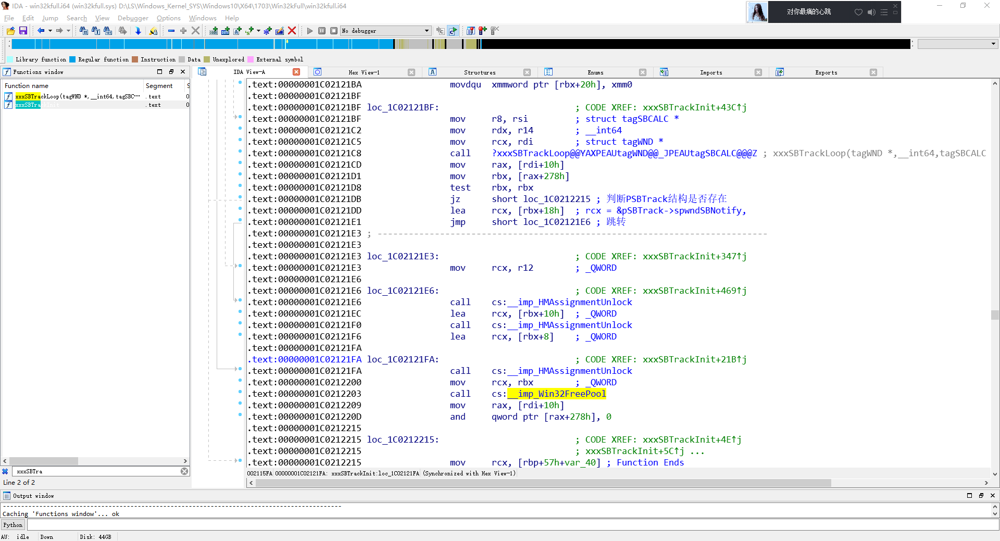 IDA - win32kfull.i64 (win32kfull.sys) D:\LS\Windows_Kernel_SYS\Windows10\X64\1703\Win32kFull\win32kfull.i64
对你最痛的心跳
File Edit Jump Search View Debugger Options Windows Help
No debugger
Library function Regular function Instruction Data Unexplored External symbol
Functions window
IDA View-A Hex View-1 Structures Enums Imports Exports
Function name Segment S
xxxSBTrackLoop(tagWND *,__int64,tagSBC… .text 0
xxxSBTrackInit .text 0
.text:00000001C02121BA movdqu xmmword ptr [rbx+20h], xmm0
.text:00000001C02121BF
.text:00000001C02121BF loc_1C02121BF: ; CODE XREF: xxxSBTrackInit+43C↑j
.text:00000001C02121BF mov r8, rsi ; struct tagSBCALC *
.text:00000001C02121C2 mov rdx, r14 ; __int64
.text:00000001C02121C5 mov rcx, rdi ; struct tagWND *
.text:00000001C02121C8 call ?xxxSBTrackLoop@@YAXPEAUtagWND@@_JPEAUtagSBCALC@@@Z ; xxxSBTrackLoop(tagWND *,__int64,tagSBCALC
.text:00000001C02121CD mov rax, [rdi+10h]
.text:00000001C02121D1 mov rbx, [rax+278h]
.text:00000001C02121D8 test rbx, rbx
.text:00000001C02121DB jz short loc_1C0212215 ; 判断PSBTrack结构是否存在
.text:00000001C02121DD lea rcx, [rbx+18h] ; rcx = &pSBTrack->spwndSBNotify,
.text:00000001C02121E1 jmp short loc_1C02121E6 ; 跳转
.text:00000001C02121E3 ; ---------------------------------------------------------------------------
.text:00000001C02121E3
.text:00000001C02121E3 loc_1C02121E3: ; CODE XREF: xxxSBTrackInit+347↑j
.text:00000001C02121E3 mov rcx, r12 ; _QWORD
.text:00000001C02121E6
.text:00000001C02121E6 loc_1C02121E6: ; CODE XREF: xxxSBTrackInit+469↑j
.text:00000001C02121E6 call cs:__imp_HMAssignmentUnlock
.text:00000001C02121EC lea rcx, [rbx+10h] ; _QWORD
.text:00000001C02121F0 call cs:__imp_HMAssignmentUnlock
.text:00000001C02121F6 lea rcx, [rbx+8] ; _QWORD
.text:00000001C02121FA
.text:00000001C02121FA loc_1C02121FA: ; CODE XREF: xxxSBTrackInit+21B↑j
.text:00000001C02121FA call cs:__imp_HMAssignmentUnlock
.text:00000001C0212200 mov rcx, rbx ; _QWORD
.text:00000001C0212203 call cs:__imp_Win32FreePool
.text:00000001C0212209 mov rax, [rdi+10h]
.text:00000001C021220D and qword ptr [rax+278h], 0
.text:00000001C0212215
.text:00000001C0212215 loc_1C0212215: ; CODE XREF: xxxSBTrackInit+4E↑j
.text:00000001C0212215 ; xxxSBTrackInit+5C↑j ...
.text:00000001C0212215 mov rcx, [rbp+57h+var_40] ; Function Ends
xxxSBTra
002115FA 00000001C02121FA: xxxSBTrackInit:loc_1C02121FA (Synchronized with Hex View-1)
Line 2 of 2
Output window
---------------------------------------------------------------------------------------------
Caching 'Functions window'... ok
Python
AU: idle Down Disk: 44GB